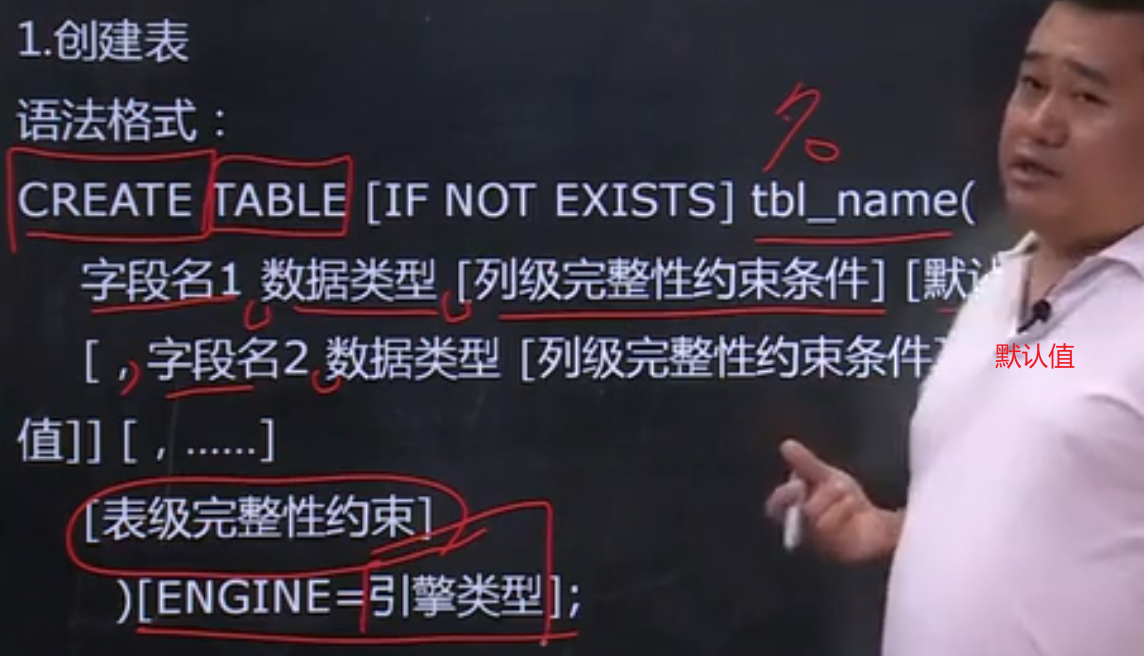 1.创建表
语法格式：
CREATE TABLE [IF NOT EXISTS] tbl_name(
字段名1 数据类型 [列级完整性约束条件] [默认
[，字段名2 数据类型 [列级完整性约束条件]
默认值
值]] [，……]
[表级完整性约束]
)[ENGINE=引擎类型];